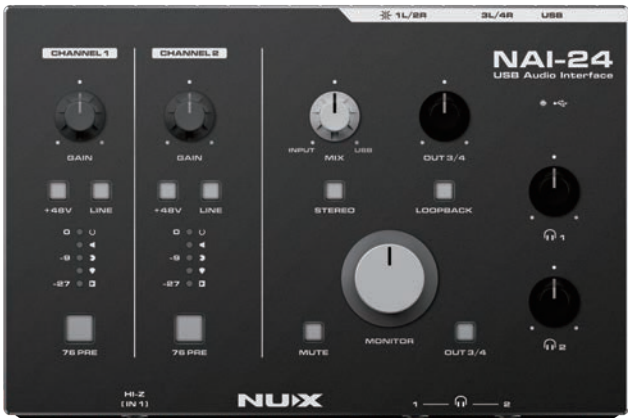 1L/2R 3L/4R USB
CHANNEL 1 CHANNEL 2
NAI-24
USB Audio Interface
GAIN GAIN INPUT MIX USB OUT 3/4
+48V LINE +48V LINE STEREO LOOPBACK
0 0
-9 -9
-27 -27
1
MONITOR
76 PRE 76 PRE MUTE OUT 3/4
2
HI-Z
[IN 1]
NUX
1 2